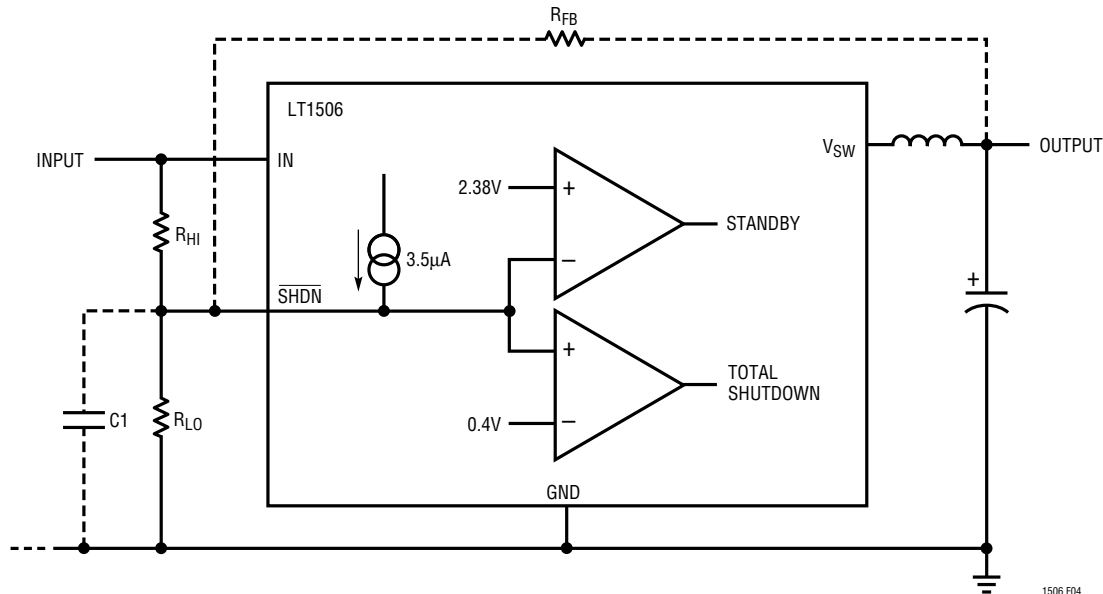 RFB
LT1506
INPUT
IN
VSW
OUTPUT
2.38V
+
STANDBY
RHI
3.5µA
–
+
SHDN
+
TOTAL
SHUTDOWN
C1
RLO
0.4V
–
GND
1506 F04